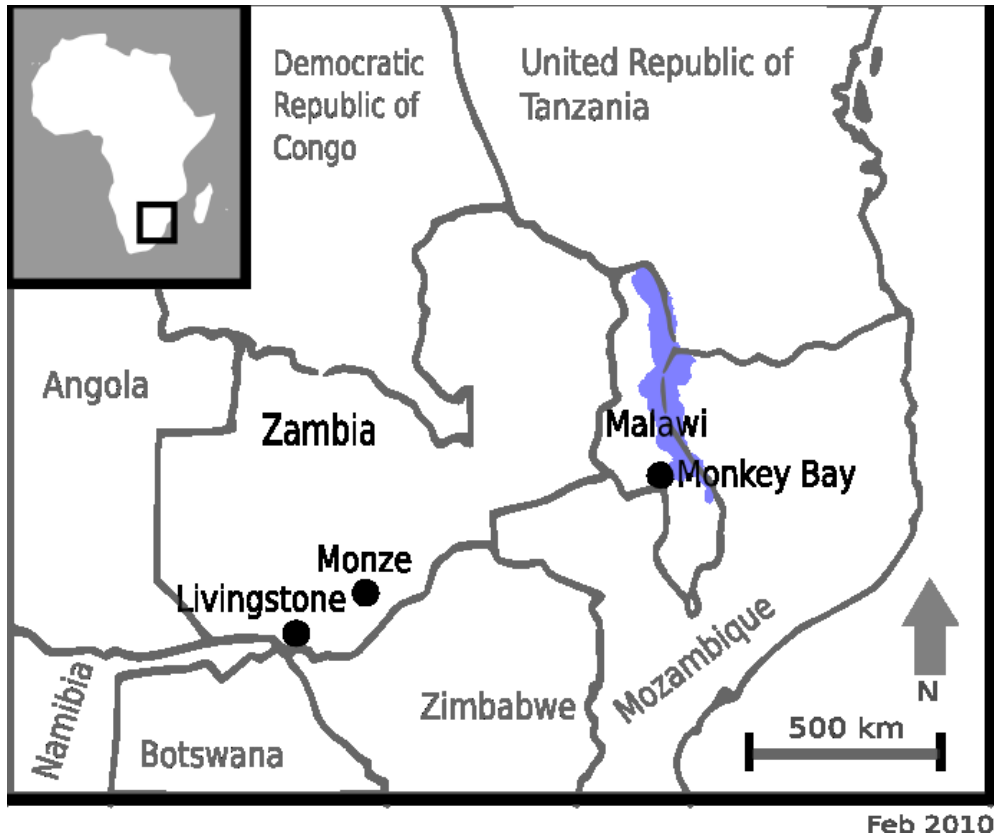 Democratic
Republic of
Congo
United Republic of
Tanzania
Angola
Zambia
Malawi
Monkey Bay
Monze
Livingstone
Mozambique
Namibia
Zimbabwe
Botswana
N
500 km
Feb 2010